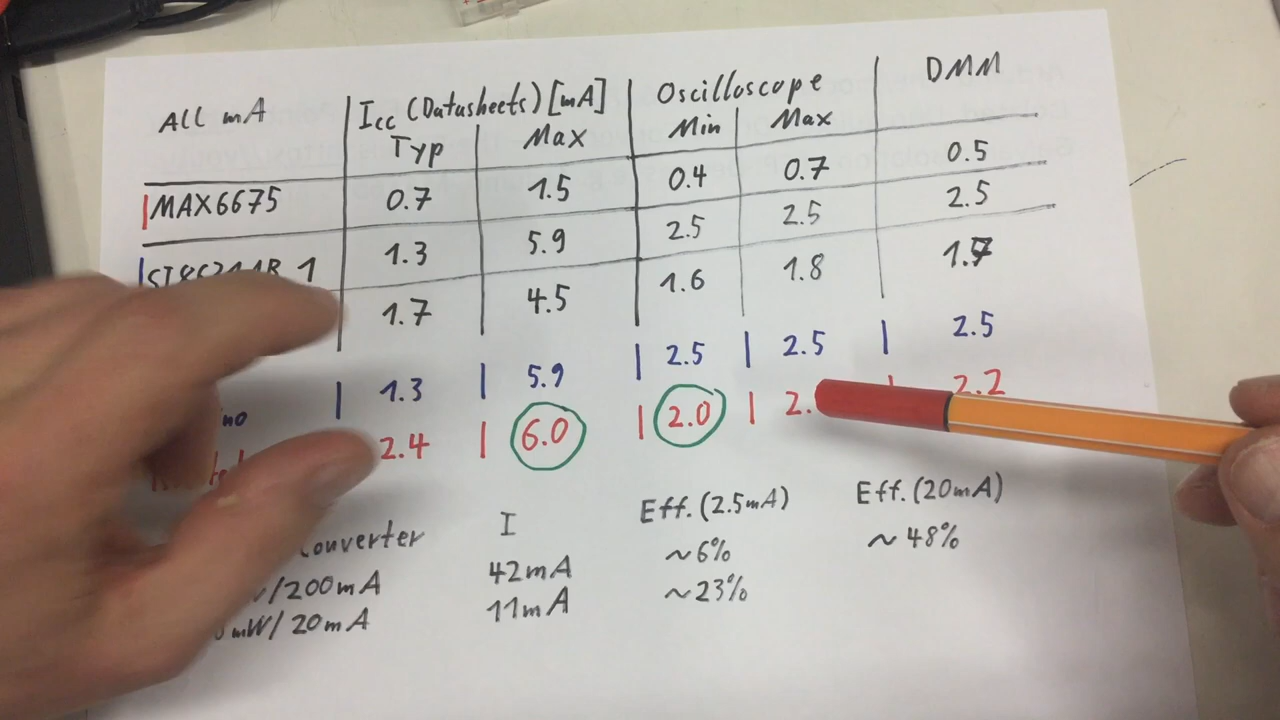 All mA Icc (Datasheets) [mA] Oscilloscope DMM
Typ Max Min Max
MAX6675 0.7 1.5 0.4 0.7 0.5
1 1.3 5.9 2.5 2.5 2.5
1.7 4.5 1.6 1.8
1.3 5.9 2.5 2.5 2.5
2.4 6.0 2.0 2.2
Converter I Eff. (2.5mA) Eff. (20mA)
/200mA 42mA ~6% ~48%
mW/20mA 11mA ~23%